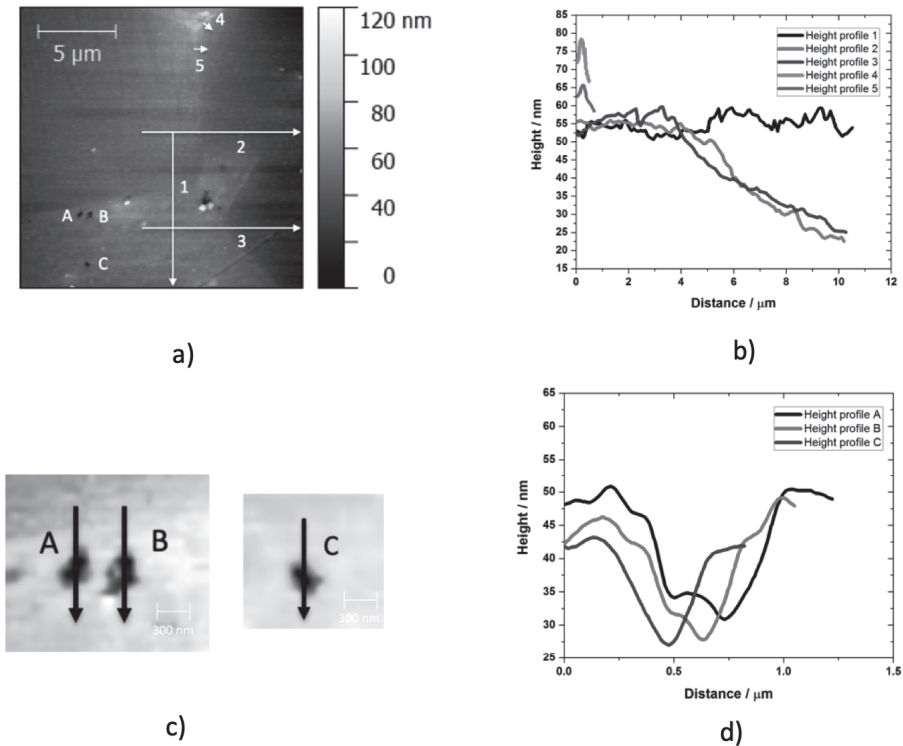 5 µm
4
5
2
1
A
B
C
3
120 nm
100
80
60
40
0
a)
Height / nm
85
80
75
70
65
60
55
50
45
40
35
30
25
20
15
0 2 4 6 8 10 12
Distance / µm
Height profile 1
Height profile 2
Height profile 3
Height profile 4
Height profile 5
b)
A B
300 nm
C
300 nm
c)
Height / nm
65
60
55
50
45
40
35
30
25
0.0 0.5 1.0 1.5
Distance / µm
Height profile A
Height profile B
Height profile C
d)